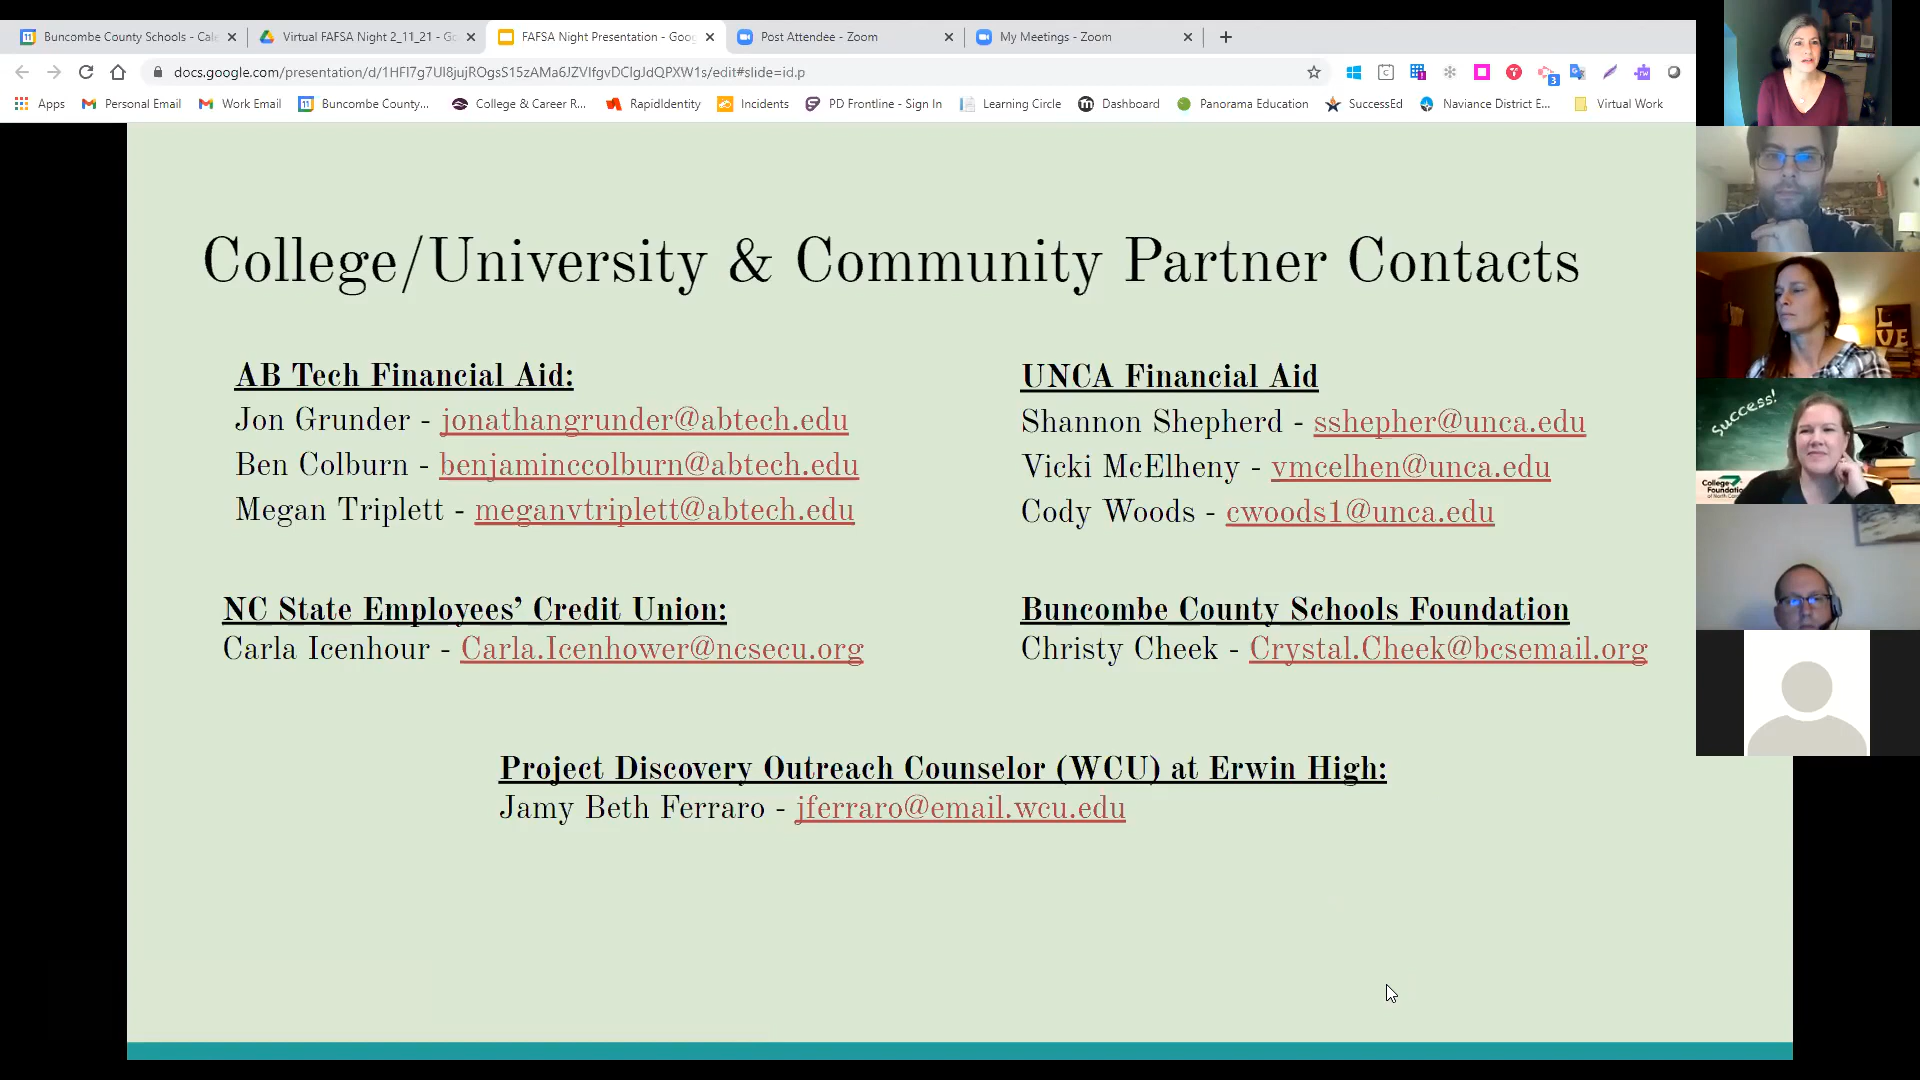 Buncombe County Schools - Cale
Virtual FAFSA Night 2_11_21 - Go
FAFSA Night Presentation - Goog
Post Attendee - Zoom
My Meetings - Zoom
docs.google.com/presentation/d/
/edit#slide=id.p
Apps
Personal Email
Work Email
Buncombe County...
College & Career R...
RapidIdentity
Incidents
PD Frontline - Sign In
Learning Circle
Dashboard
Panorama Education
SuccessEd
Naviance District E...
Virtual Work
College/University & Community Partner Contacts
AB Tech Financial Aid:
Jon Grunder - jonathangrunder@abtech.edu
Ben Colburn - benjaminccolburn@abtech.edu
Megan Triplett - meganvtriplett@abtech.edu
UNCA Financial Aid
Shannon Shepherd - sshepher@unca.edu
Vicki McElheny - vmcelhen@unca.edu
Cody Woods - cwoods1@unca.edu
NC State Employees’ Credit Union:
Carla Icenhour - Carla.Icenhower@ncsecu.org
Buncombe County Schools Foundation
Christy Cheek - Crystal.Cheek@bcsemail.org
Project Discovery Outreach Counselor (WCU) at Erwin High:
Jamy Beth Ferraro - jferraro@email.wcu.edu
L
VE
Success!
College
Foundation